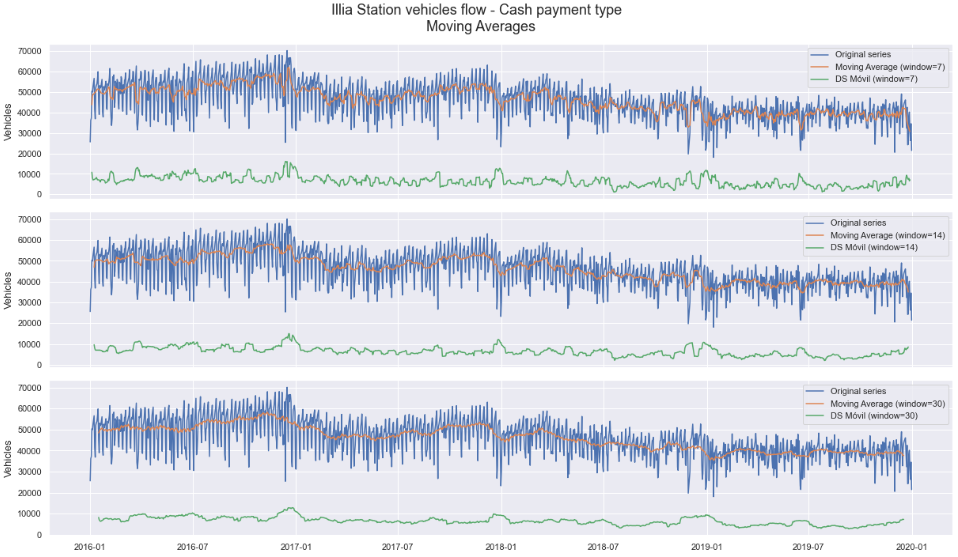 Illia Station vehicles flow - Cash payment type
Moving Averages
Vehicles
70000
60000
50000
40000
30000
20000
10000
0
Original series
Moving Average (window=7)
DS Móvil (window=7)
Vehicles
70000
60000
50000
40000
30000
20000
10000
0
Original series
Moving Average (window=14)
DS Móvil (window=14)
Vehicles
70000
60000
50000
40000
30000
20000
10000
0
Original series
Moving Average (window=30)
DS Móvil (window=30)
2016-01
2016-07
2017-01
2017-07
2018-01
2018-07
2019-01
2019-07
2020-01